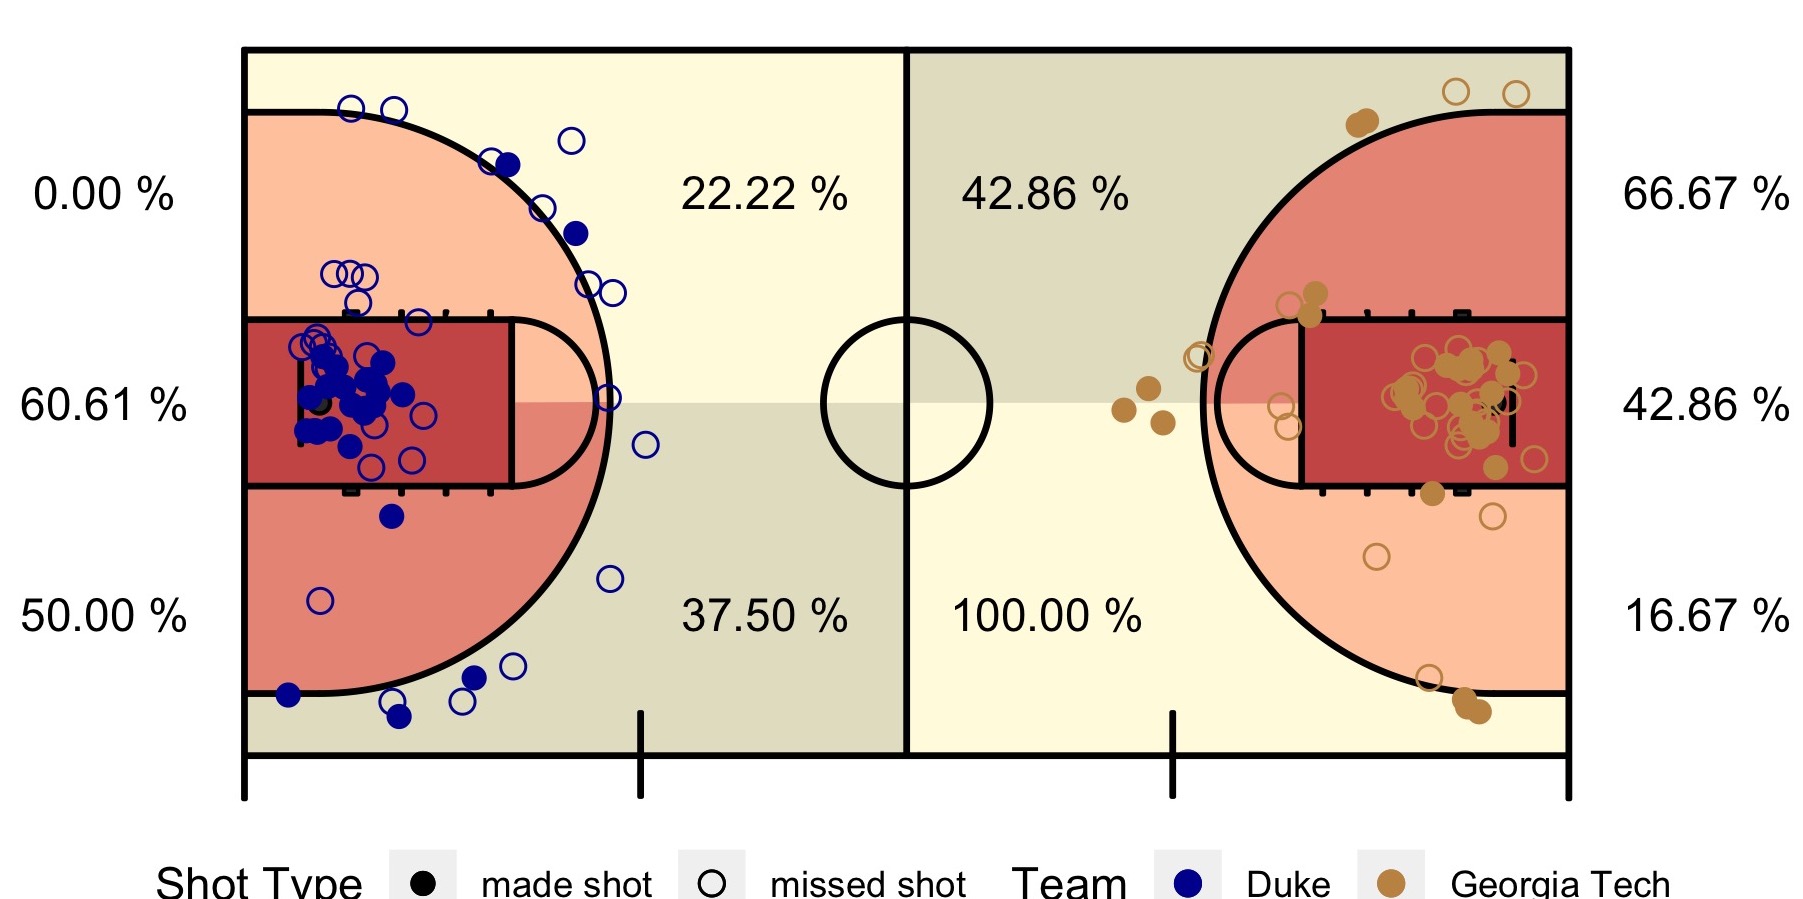 0.00 % 22.22 % 42.86 % 66.67 %
60.61 % 42.86 %
50.00 % 37.50 % 100.00 % 16.67 %
Shot Type made shot missed shot Team Duke Georgia Tech